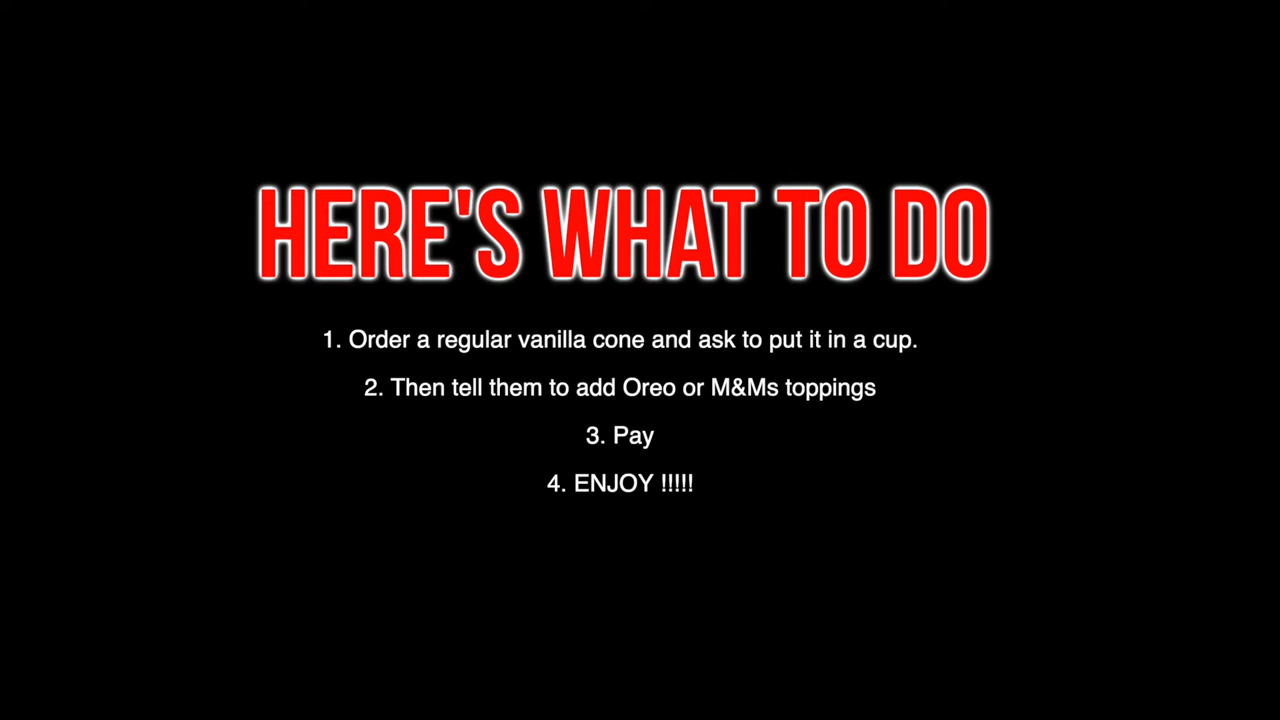 HERE'S WHAT TO DO
1. Order a regular vanilla cone and ask to put it in a cup.
2. Then tell them to add Oreo or M&Ms toppings
3. Pay
4. ENJOY !!!!!